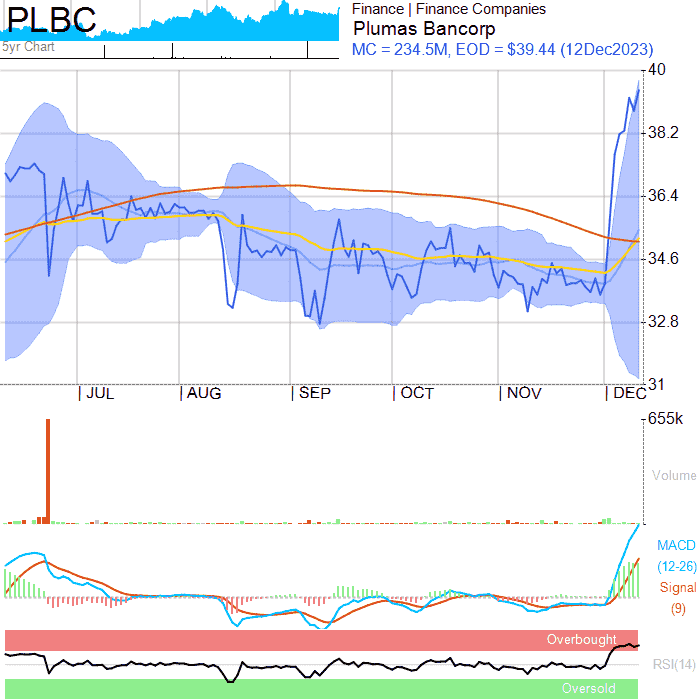 PLBC
5yr Chart
Finance | Finance Companies
Plumas Bancorp
MC = 234.5M, EOD = $39.44 (12Dec2023)
40
38.2
36.4
34.6
32.8
31
| JUL | AUG | SEP | OCT | NOV | DEC
655k
Volume
MACD
(12-26)
Signal
(9)
Overbought
RSI(14)
Oversold